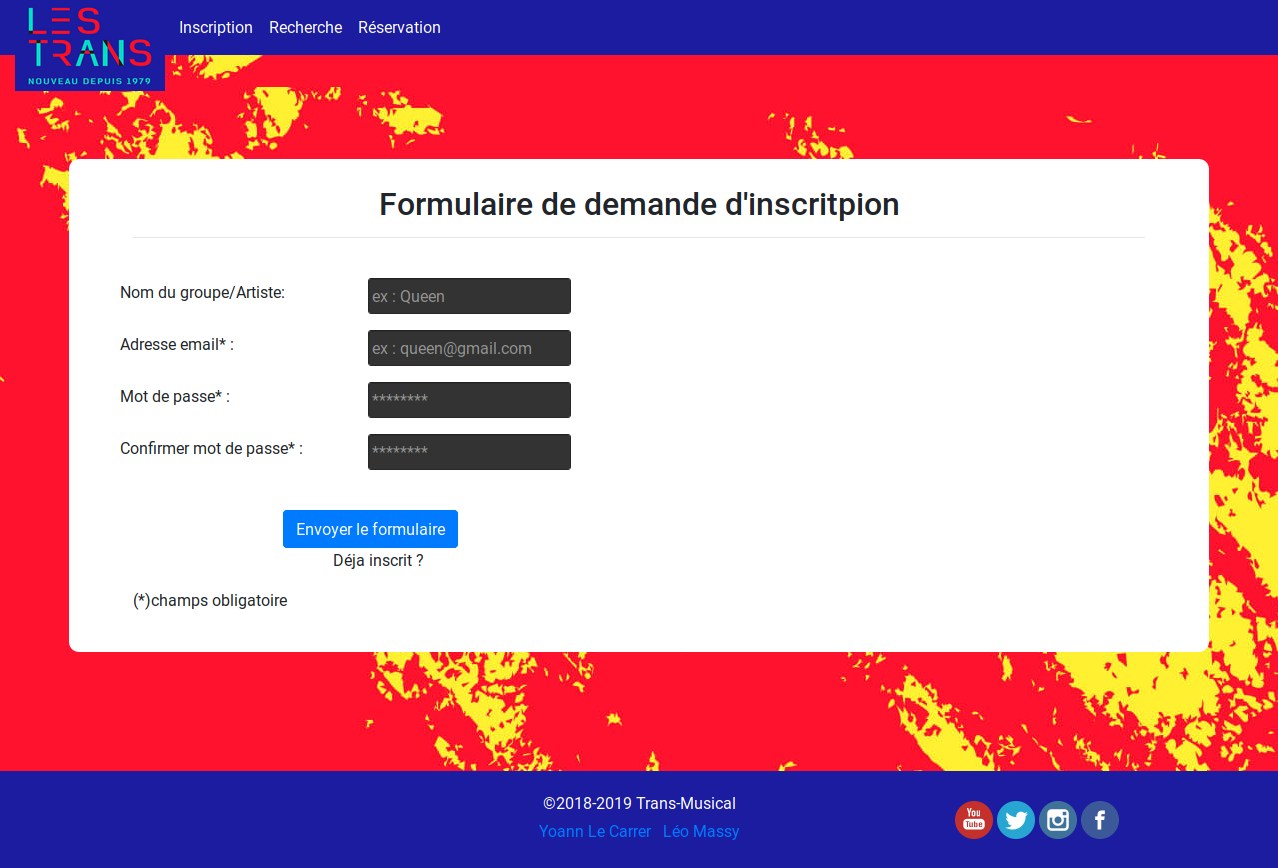 LES
TRANS
NOUVEAU DEPUIS 1979
Inscription Recherche Réservation
Formulaire de demande d'inscritpion
Nom du groupe/Artiste: ex : Queen
Adresse email* : ex : queen@gmail.com
Mot de passe* : ********
Confirmer mot de passe* : ********
Envoyer le formulaire
Déja inscrit ?
(*)champs obligatoire
©2018-2019 Trans-Musical
Yoann Le Carrer Léo Massy
You
Tube
f